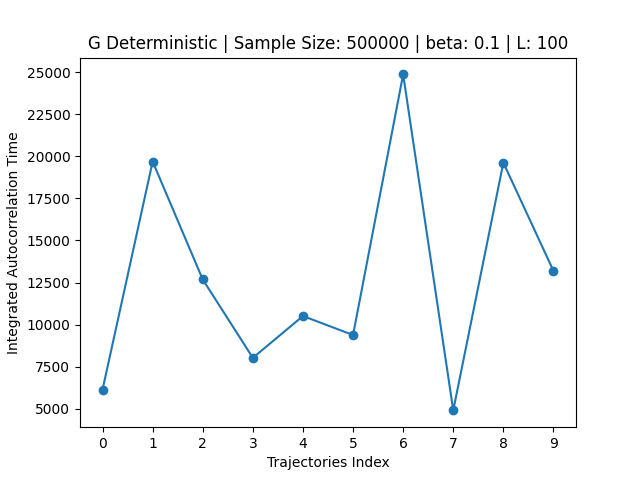 G Deterministic | Sample Size: 500000 | beta: 0.1 | L: 100
Integrated Autocorrelation Time
25000
22500
20000
17500
15000
12500
10000
7500
5000
0 1 2 3 4 5 6 7 8 9
Trajectories Index